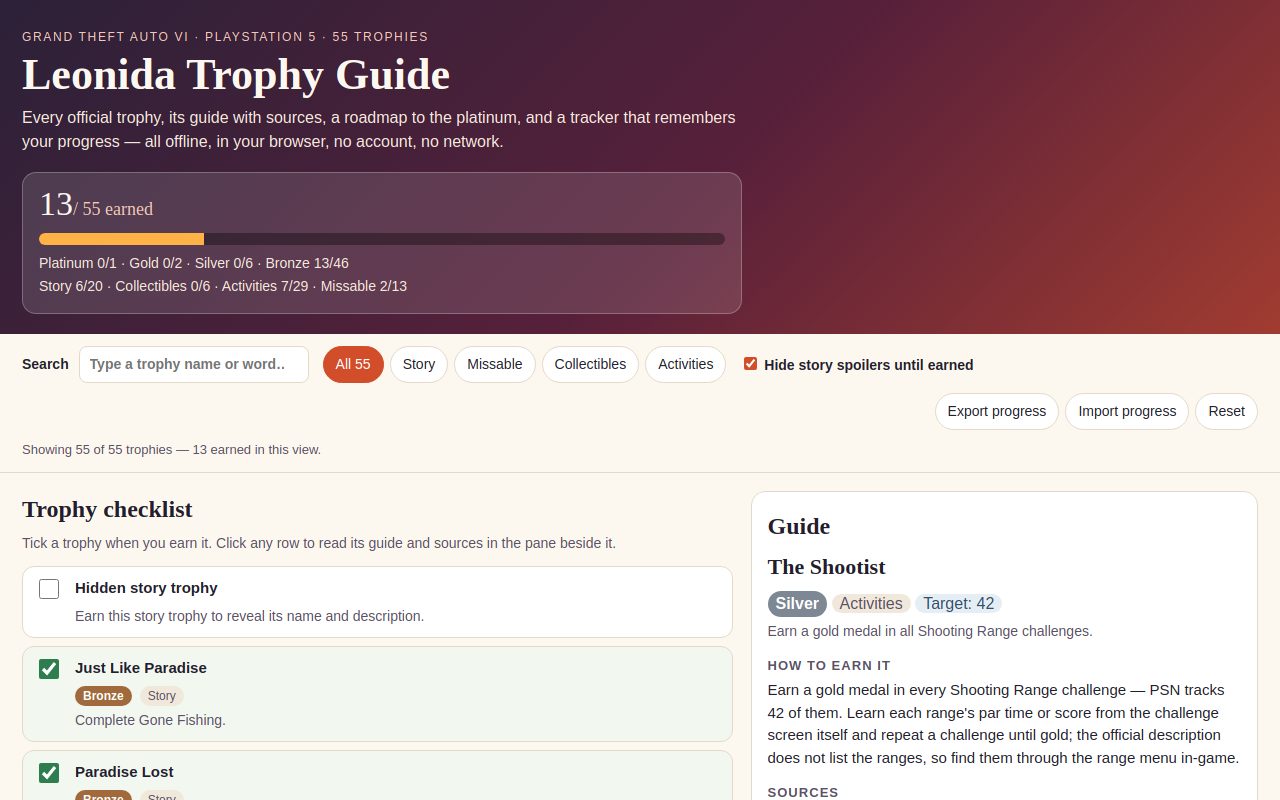 GRAND THEFT AUTO VI · PLAYSTATION 5 · 55 TROPHIES
Leonida Trophy Guide
Every official trophy, its guide with sources, a roadmap to the platinum, and a tracker that remembers
your progress — all offline, in your browser, no account, no network.
13/ 55 earned
Platinum 0/1 · Gold 0/2 · Silver 0/6 · Bronze 13/46
Story 6/20 · Collectibles 0/6 · Activities 7/29 · Missable 2/13
Search Type a trophy name or word.. All 55 Story Missable Collectibles Activities Hide story spoilers until earned
Export progress Import progress Reset
Showing 55 of 55 trophies — 13 earned in this view.
Trophy checklist
Tick a trophy when you earn it. Click any row to read its guide and sources in the pane beside it.
Hidden story trophy
Earn this story trophy to reveal its name and description.
Just Like Paradise
Bronze Story
Complete Gone Fishing.
Paradise Lost
Bronze Story
Guide
The Shootist
Silver Activities Target: 42
Earn a gold medal in all Shooting Range challenges.
HOW TO EARN IT
Earn a gold medal in every Shooting Range challenge — PSN tracks
42 of them. Learn each range's par time or score from the challenge
screen itself and repeat a challenge until gold; the official description
does not list the ranges, so find them through the range menu in-game.
SOURCES